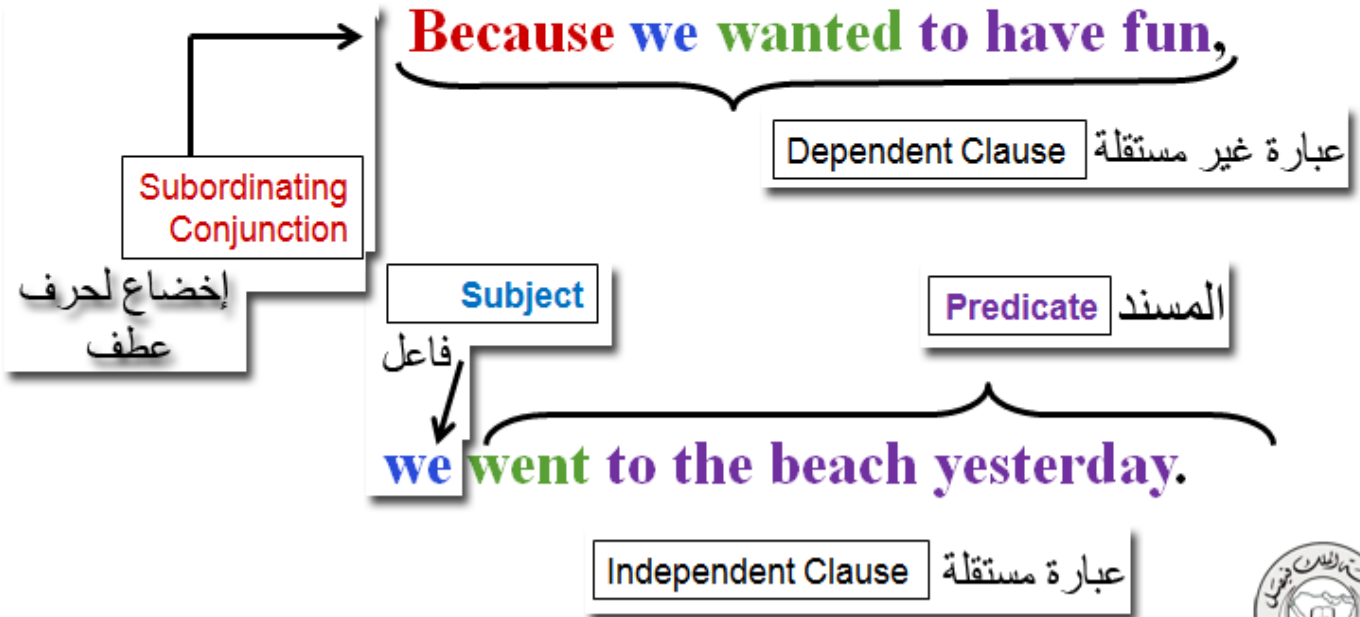 Because we wanted to have fun,
Dependent Clause عبارة غير مستقلة
Subordinating
Conjunction
إخضاع لحرف
عطف
Subject
فاعل
Predicate المسند
we went to the beach yesterday.
Independent Clause عبارة مستقلة